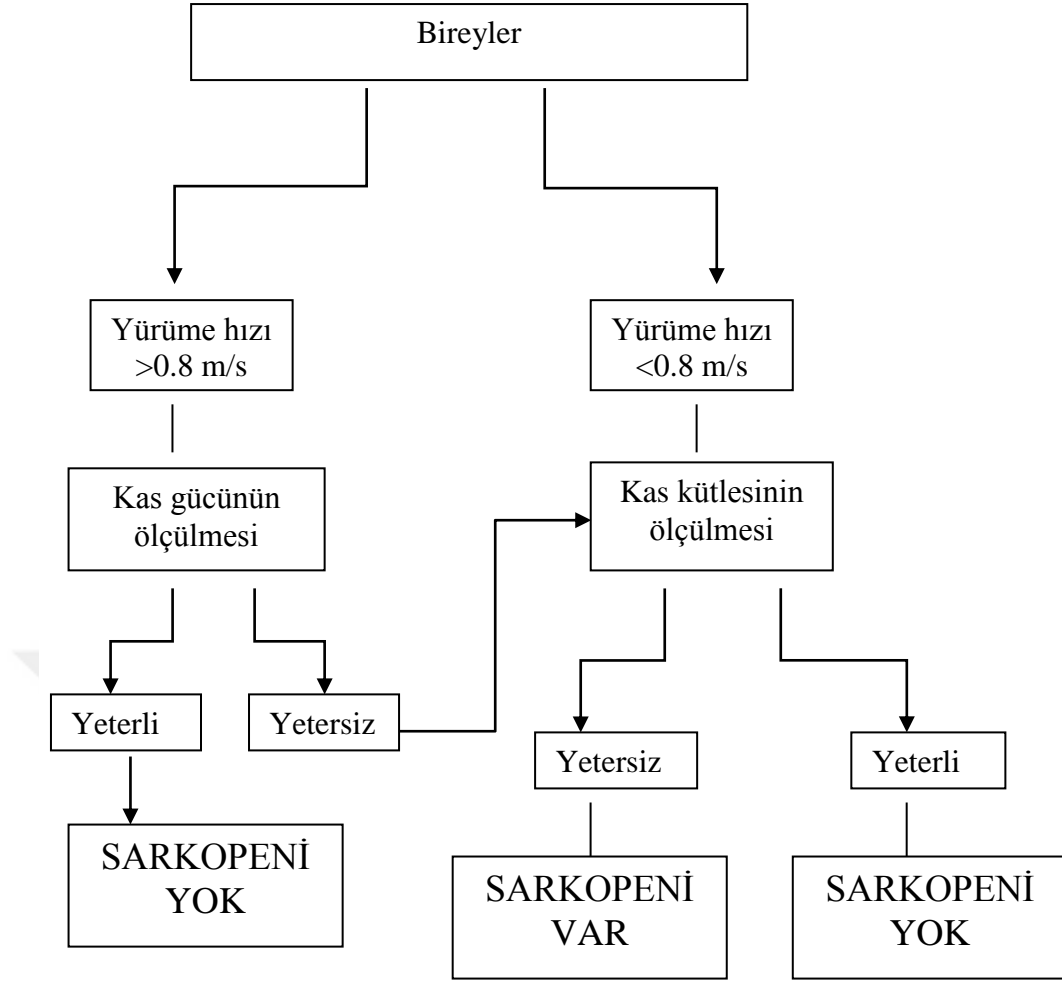 Bireyler
Yürüme hızı
>0.8 m/s
Yürüme hızı
<0.8 m/s
Kas gücünün
ölçülmesi
Kas kütlesinin
ölçülmesi
Yeterli
Yetersiz
Yetersiz
Yeterli
SARKOPENİ
YOK
SARKOPENİ
VAR
SARKOPENİ
YOK